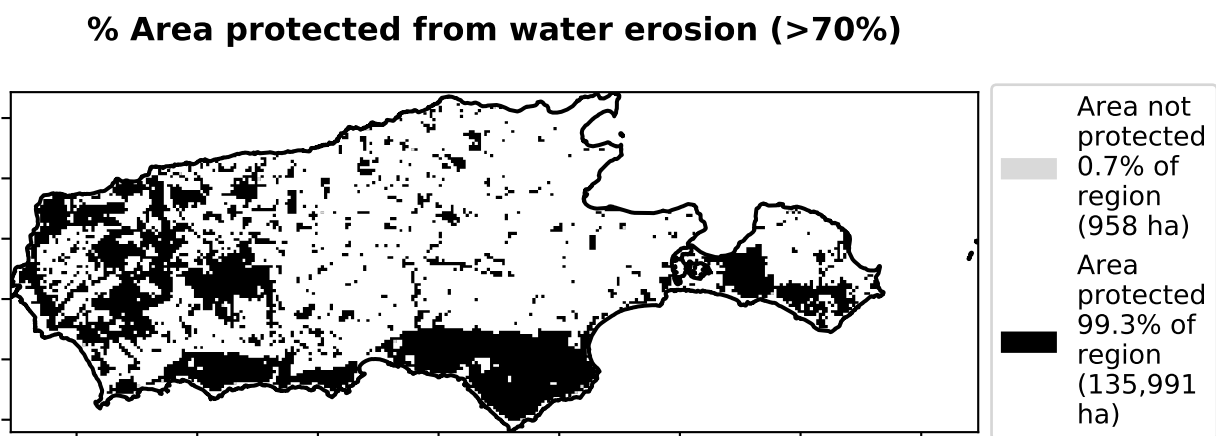 % Area protected from water erosion (>70%)
Area not
protected
0.7% of
region
(958 ha)
Area
protected
99.3% of
region
(135,991
ha)